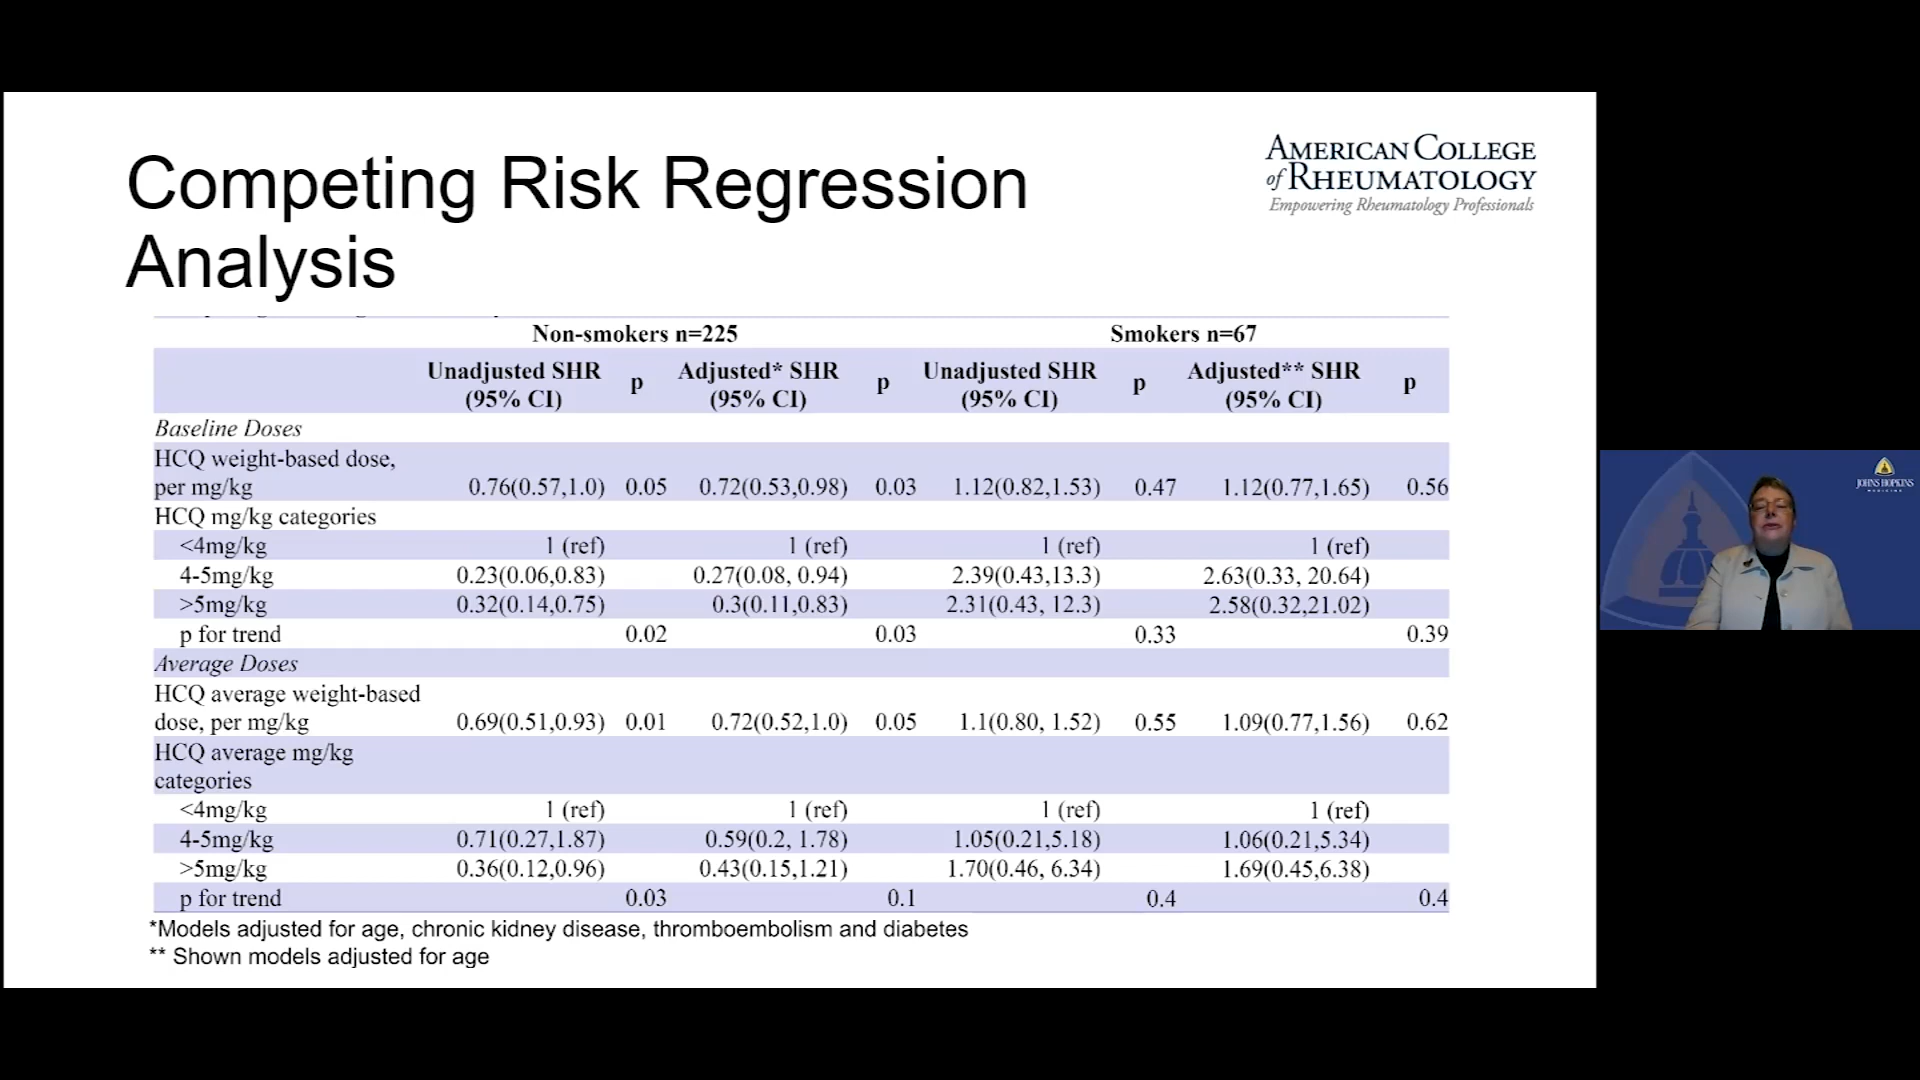 Competing Risk Regression
Analysis
AMERICAN COLLEGE
of RHEUMATOLOGY
Empowering Rheumatology Professionals
Non-smokers n=225 Smokers n=67
Unadjusted SHR (95% CI) p Adjusted* SHR (95% CI) p Unadjusted SHR (95% CI) p Adjusted** SHR (95% CI) p
Baseline Doses
HCQ weight-based dose,
per mg/kg 0.76(0.57,1.0) 0.05 0.72(0.53,0.98) 0.03 1.12(0.82,1.53) 0.47 1.12(0.77,1.65) 0.56
HCQ mg/kg categories
<4mg/kg 1 (ref) 1 (ref) 1 (ref) 1 (ref)
4-5mg/kg 0.23(0.06,0.83) 0.27(0.08, 0.94) 2.39(0.43,13.3) 2.63(0.33, 20.64)
>5mg/kg 0.32(0.14,0.75) 0.3(0.11,0.83) 2.31(0.43, 12.3) 2.58(0.32,21.02)
p for trend 0.02 0.03 0.33 0.39
Average Doses
HCQ average weight-based
dose, per mg/kg 0.69(0.51,0.93) 0.01 0.72(0.52,1.0) 0.05 1.1(0.80, 1.52) 0.55 1.09(0.77,1.56) 0.62
HCQ average mg/kg
categories
<4mg/kg 1 (ref) 1 (ref) 1 (ref) 1 (ref)
4-5mg/kg 0.71(0.27,1.87) 0.59(0.2, 1.78) 1.05(0.21,5.18) 1.06(0.21,5.34)
>5mg/kg 0.36(0.12,0.96) 0.43(0.15,1.21) 1.70(0.46, 6.34) 1.69(0.45,6.38)
p for trend 0.03 0.1 0.4 0.4
*Models adjusted for age, chronic kidney disease, thromboembolism and diabetes
** Shown models adjusted for age
JOHNS HOPKINS
MEDICINE